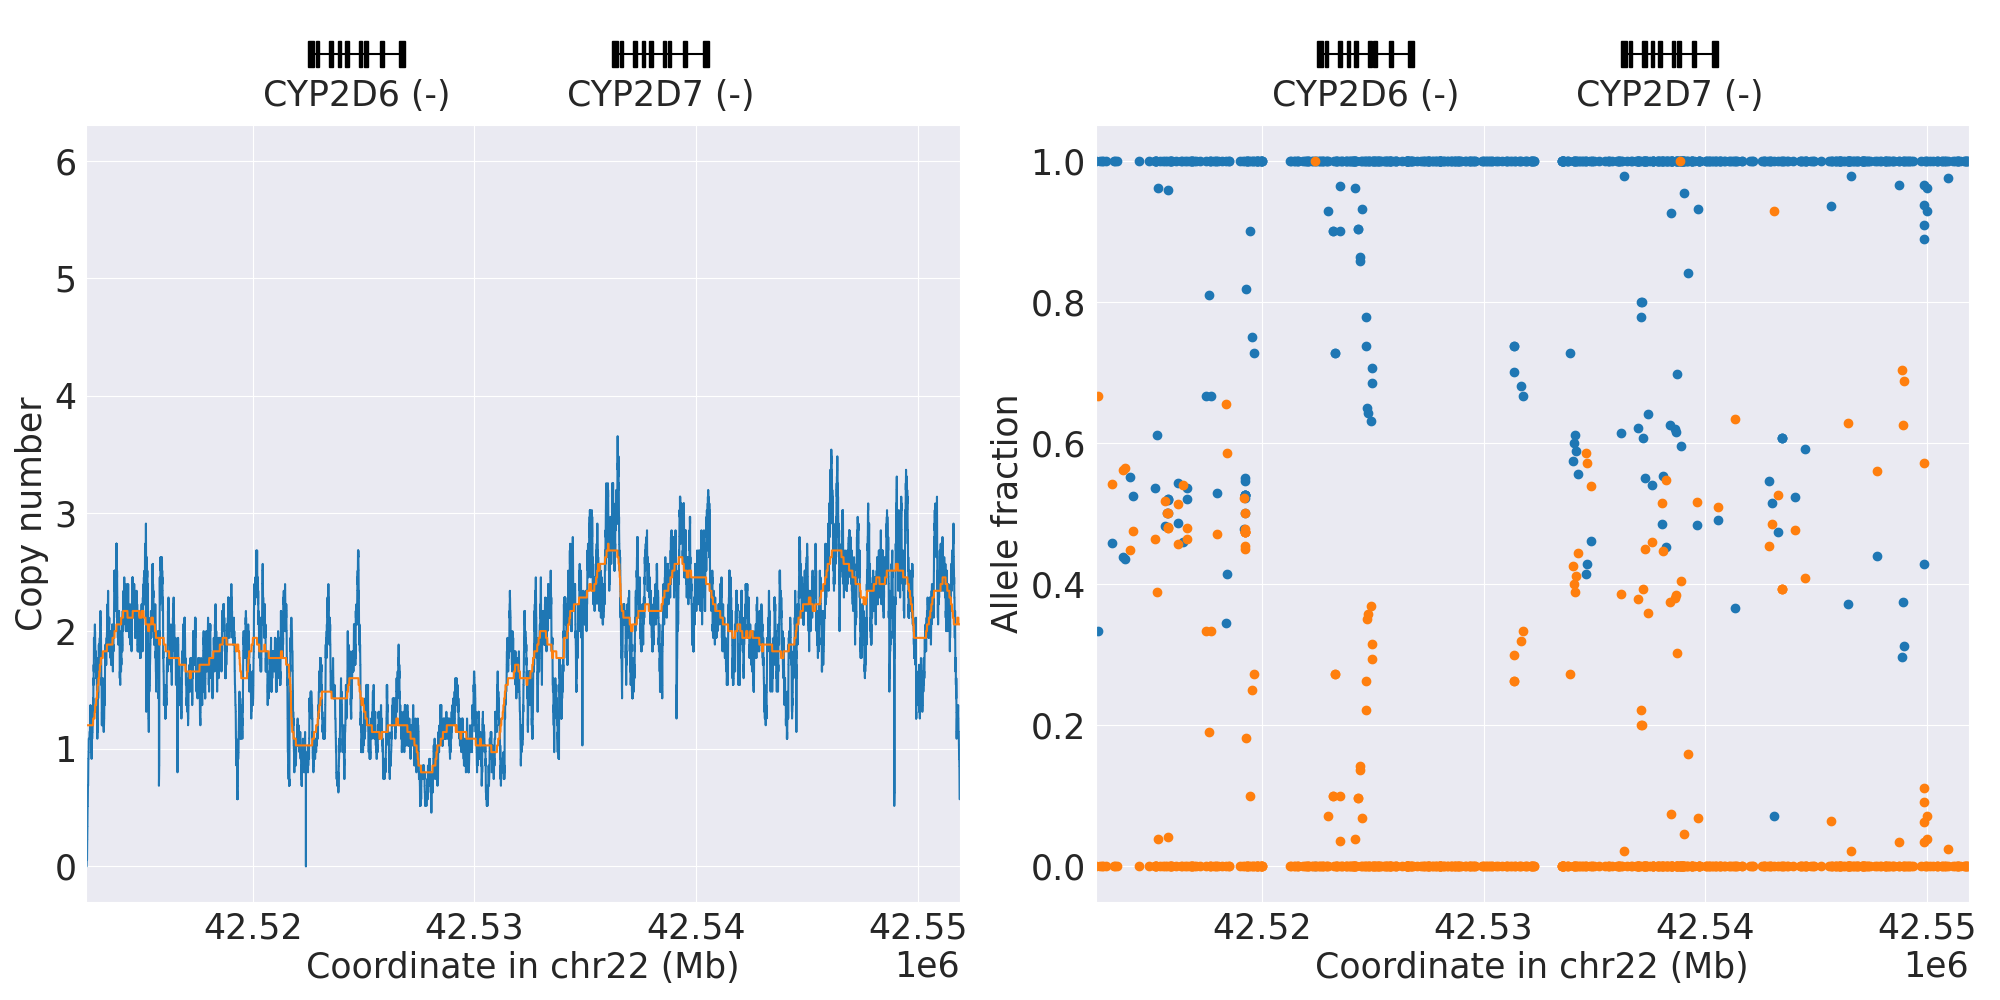 CYP2D6 (-) CYP2D7 (-)
6
5
4
3
2
1
0
Copy number
42.52 42.53 42.54 42.55
Coordinate in chr22 (Mb) 1e6
CYP2D6 (-) CYP2D7 (-)
1.0
0.8
0.6
0.4
0.2
0.0
Allele fraction
42.52 42.53 42.54 42.55
Coordinate in chr22 (Mb) 1e6